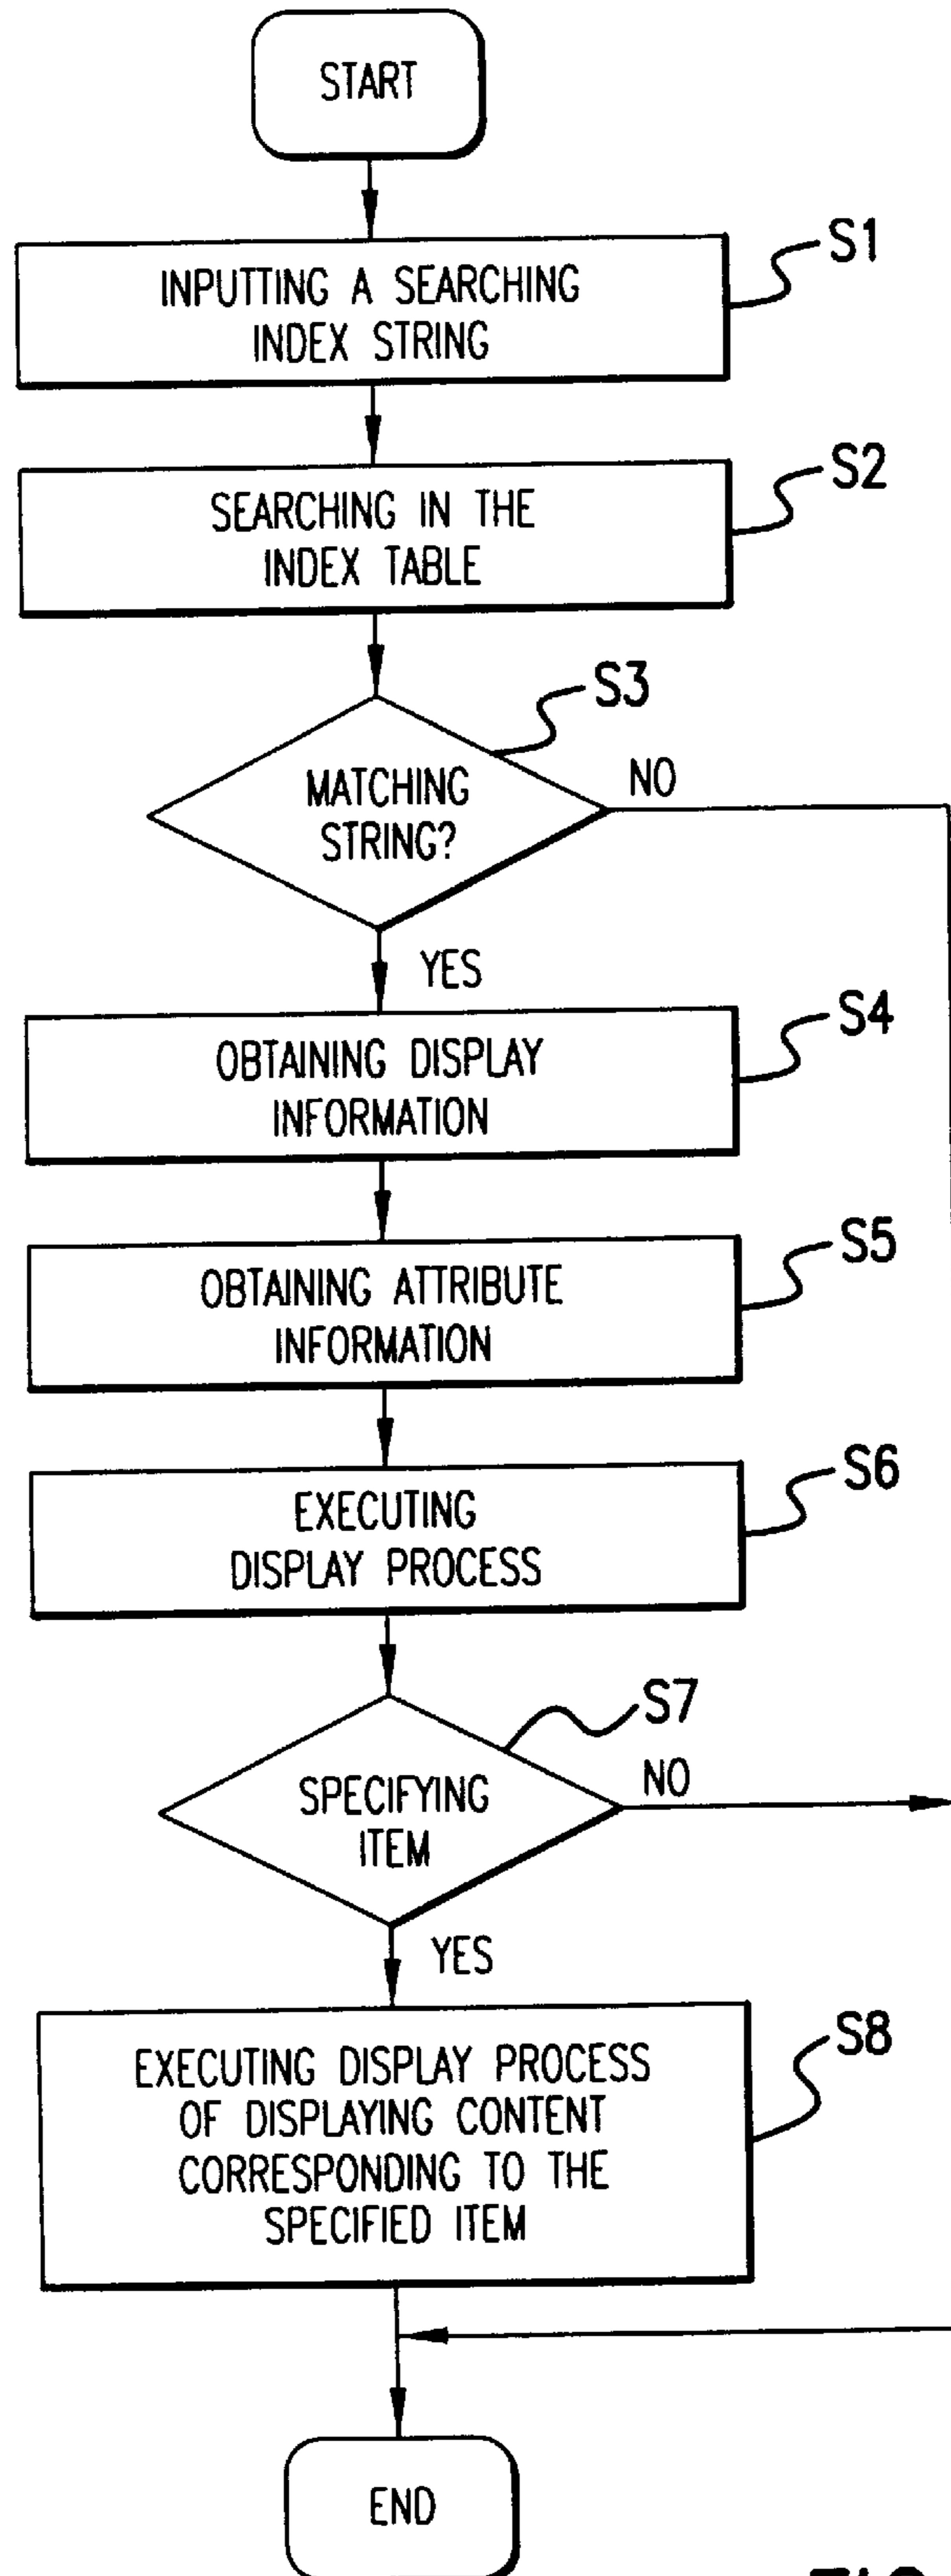 START
S1
INPUTTING A SEARCHING
INDEX STRING
S2
SEARCHING IN THE
INDEX TABLE
S3
MATCHING
STRING?
NO
YES
S4
OBTAINING DISPLAY
INFORMATION
S5
OBTAINING ATTRIBUTE
INFORMATION
S6
EXECUTING
DISPLAY PROCESS
S7
SPECIFYING
ITEM
NO
YES
S8
EXECUTING DISPLAY PROCESS
OF DISPLAYING CONTENT
CORRESPONDING TO THE
SPECIFIED ITEM
END